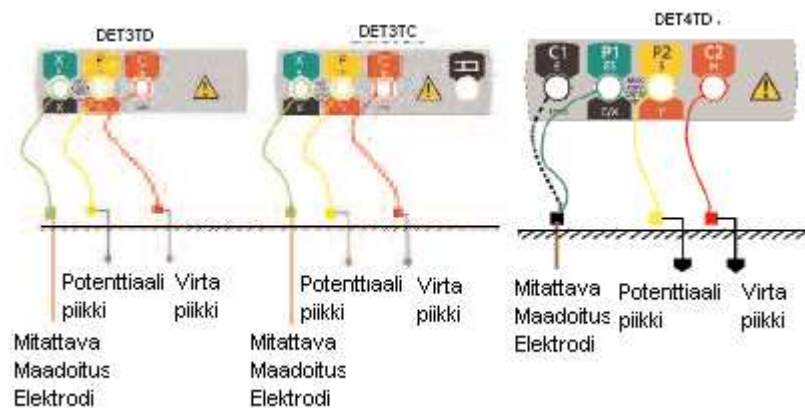 DET3TD
DET3TC
DET4TD .
X P C
X P C
C1 P1 P2 C2
Potenttiaali
piikki
Virta
piikki
Mitattava
Maadoitus
Elektrodi
Potenttiaali
piikki
Virta
piikki
Mitattava
Maadoitus
Elektrodi
Mitattava
Maadoitus
Elektrodi
Potenttiaali
piikki
Virta
piikki